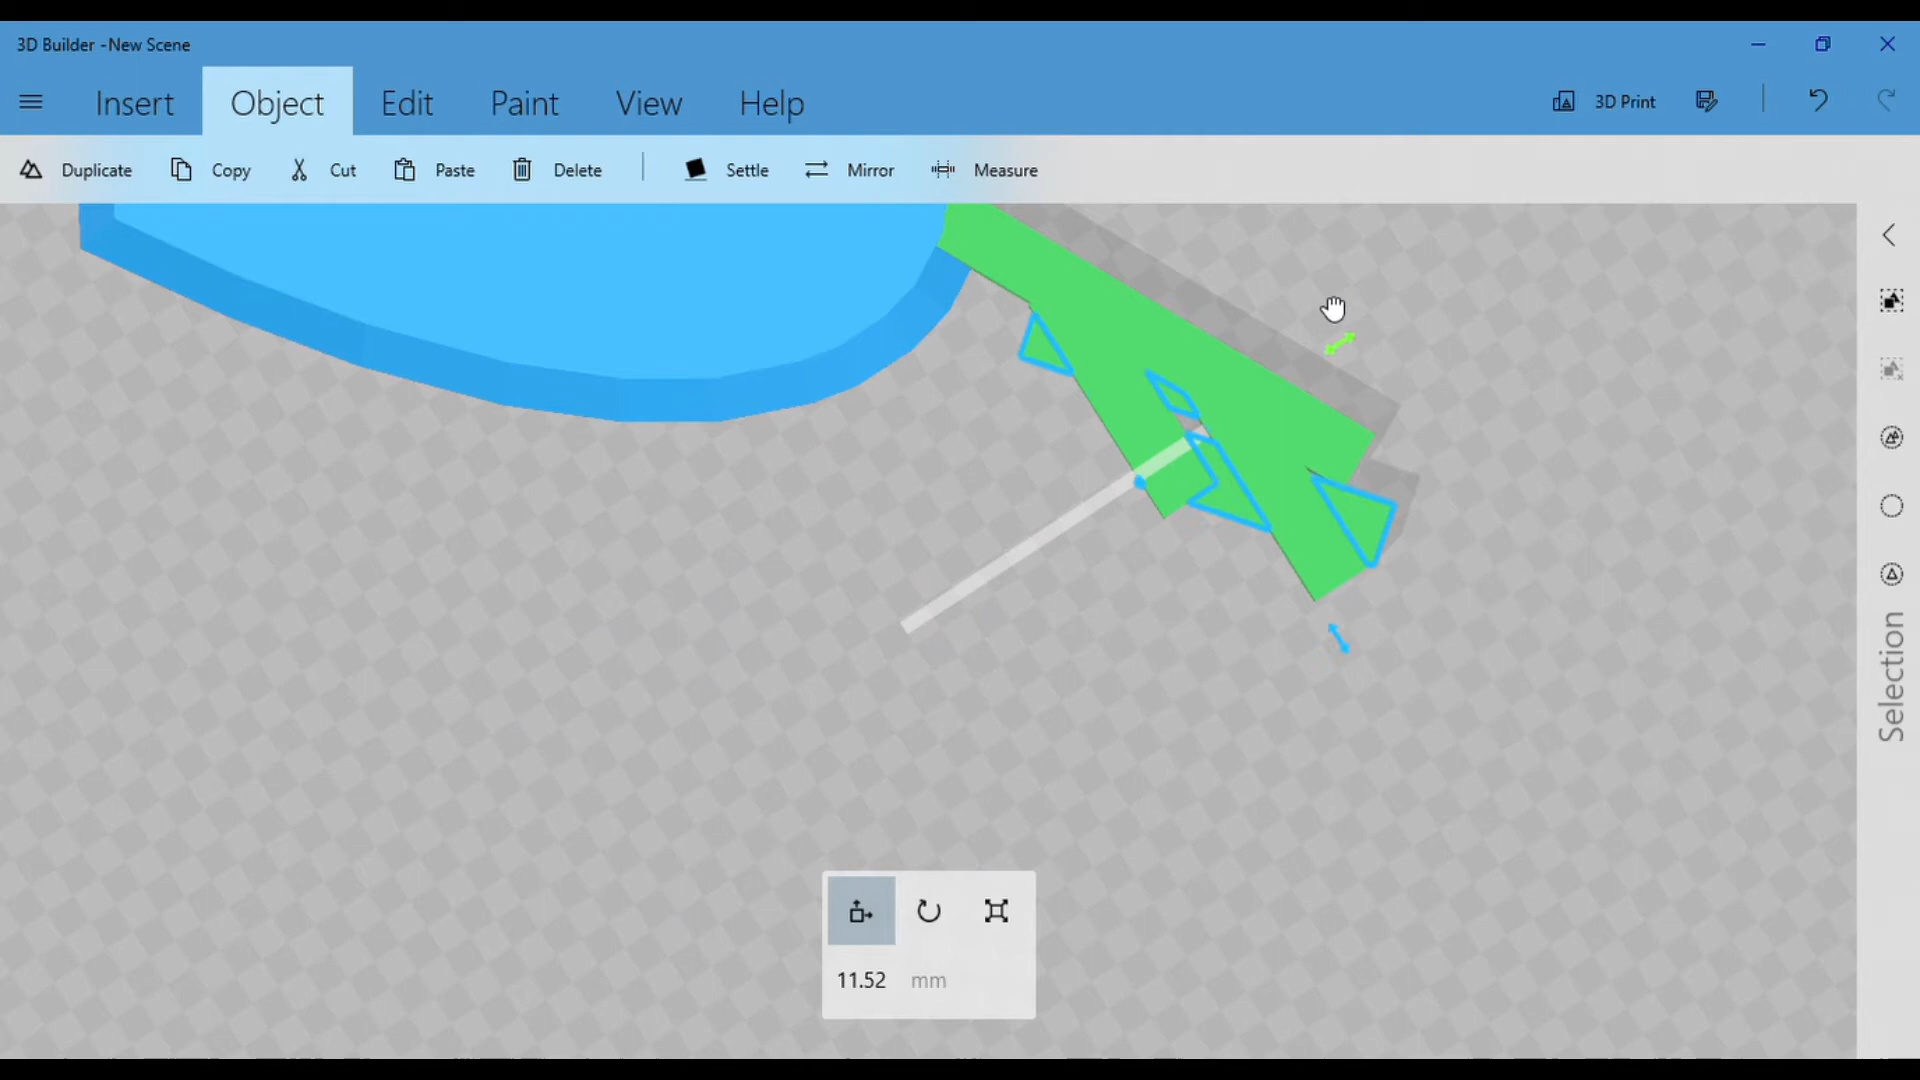 3D Builder -New Scene
Insert Object Edit Paint View Help
3D Print
Duplicate Copy Cut Paste Delete Settle Mirror Measure
Selection
11.52 mm